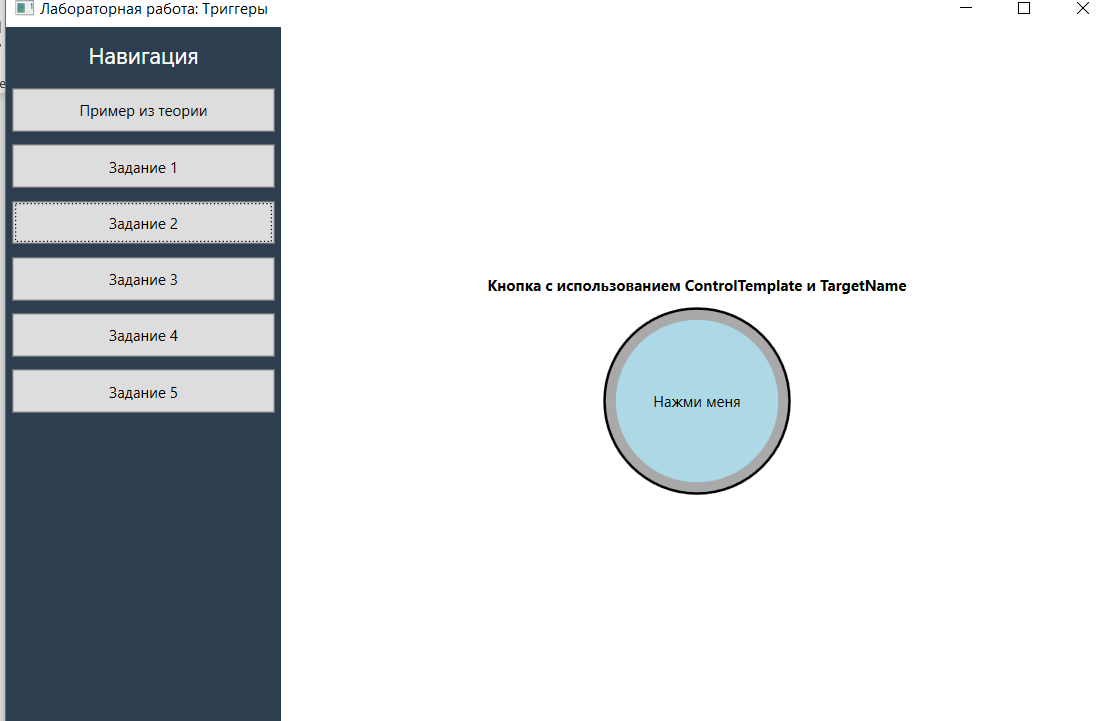 Лабораторная работа: Триггеры
Навигация
Пример из теории
Задание 1
Задание 2
Задание 3
Задание 4
Задание 5
Кнопка с использованием ControlTemplate и TargetName
Нажми меня